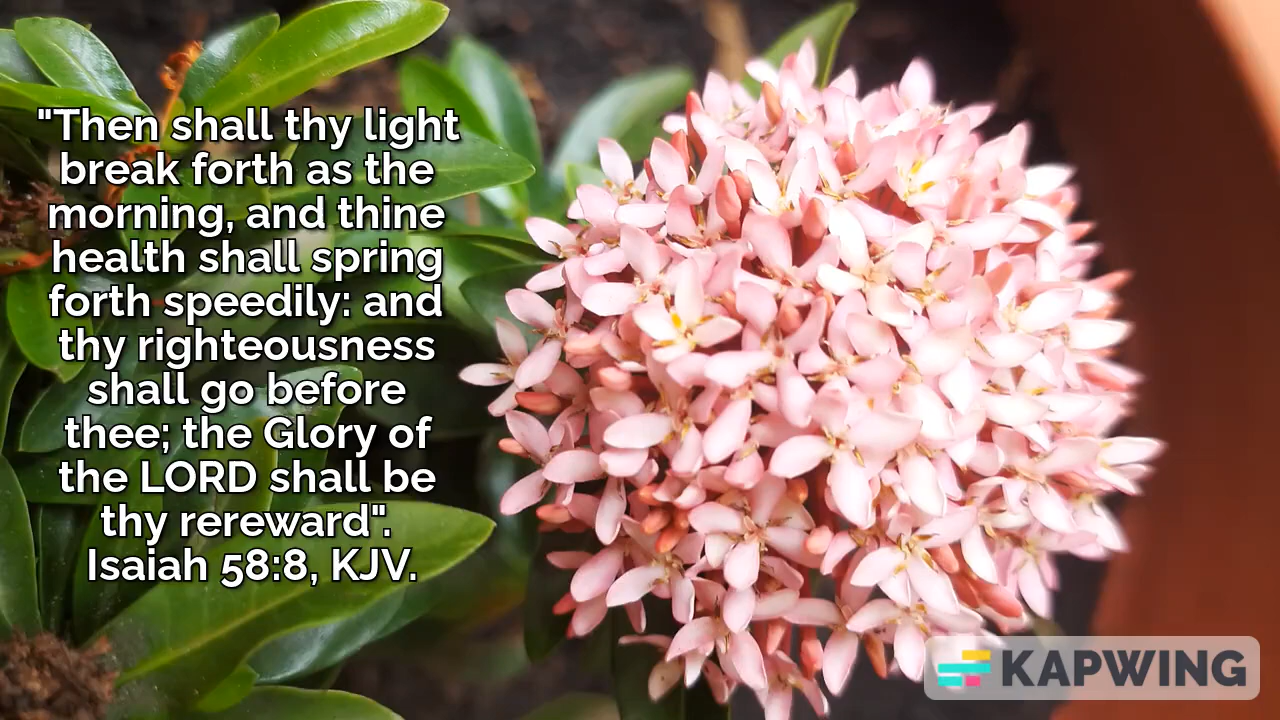 "Then shall thy light
break forth as the
morning, and thine
health shall spring
forth speedily: and
thy righteousness
shall go before
thee; the Glory of
the LORD shall be
thy rereward".
Isaiah 58:8, KJV.
KAPWING